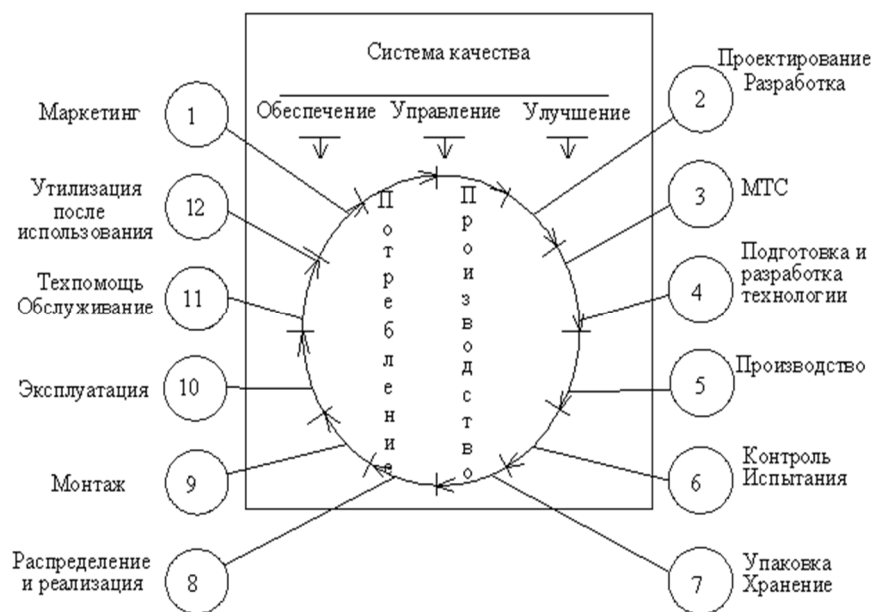 Система качества
Обеспечение Управление Улучшение
Маркетинг
1
2
Проектирование
Разработка
3
МТС
4
Подготовка и
разработка
технологии
5
Производство
6
Контроль
Испытания
7
Упаковка
Хранение
8
Распределение
и реализация
9
Монтаж
10
Эксплуатация
11
Техпомощь
Обслуживание
12
Утилизация
после
использования
Потребление
Производство